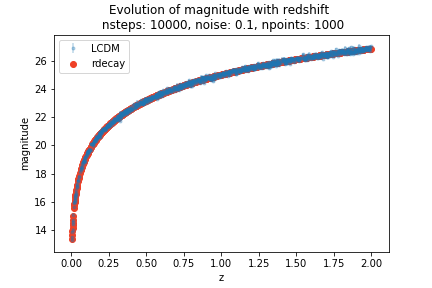 Evolution of magnitude with redshift
nsteps: 10000, noise: 0.1, npoints: 1000
LCDM
rdecay
magnitude
26
24
22
20
18
16
14
0.00 0.25 0.50 0.75 1.00 1.25 1.50 1.75 2.00
z